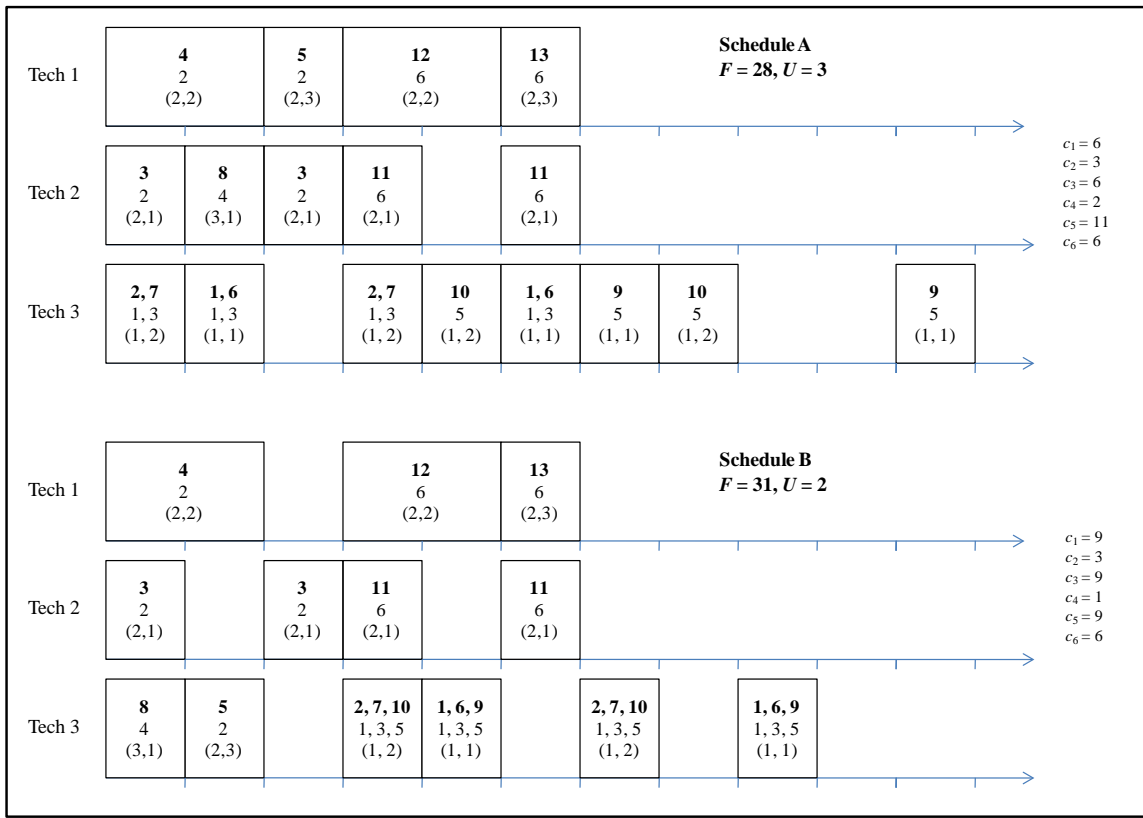 Schedule A
F = 28, U = 3
Tech 1
4
2
(2,2)
5
2
(2,3)
12
6
(2,2)
13
6
(2,3)
Tech 2
3
2
(2,1)
8
4
(3,1)
3
2
(2,1)
11
6
(2,1)
11
6
(2,1)
Tech 3
2, 7
1, 3
(1, 2)
1, 6
1, 3
(1, 1)
2, 7
1, 3
(1, 2)
10
5
(1, 2)
1, 6
1, 3
(1, 1)
9
5
(1, 1)
10
5
(1, 2)
9
5
(1, 1)
c1 = 6
c2 = 3
c3 = 6
c4 = 2
c5 = 11
c6 = 6
Schedule B
F = 31, U = 2
Tech 1
4
2
(2,2)
12
6
(2,2)
13
6
(2,3)
Tech 2
3
2
(2,1)
3
2
(2,1)
11
6
(2,1)
11
6
(2,1)
Tech 3
8
4
(3,1)
5
2
(2,3)
2, 7, 10
1, 3, 5
(1, 2)
1, 6, 9
1, 3, 5
(1, 1)
2, 7, 10
1, 3, 5
(1, 2)
1, 6, 9
1, 3, 5
(1, 1)
c1 = 9
c2 = 3
c3 = 9
c4 = 1
c5 = 9
c6 = 6